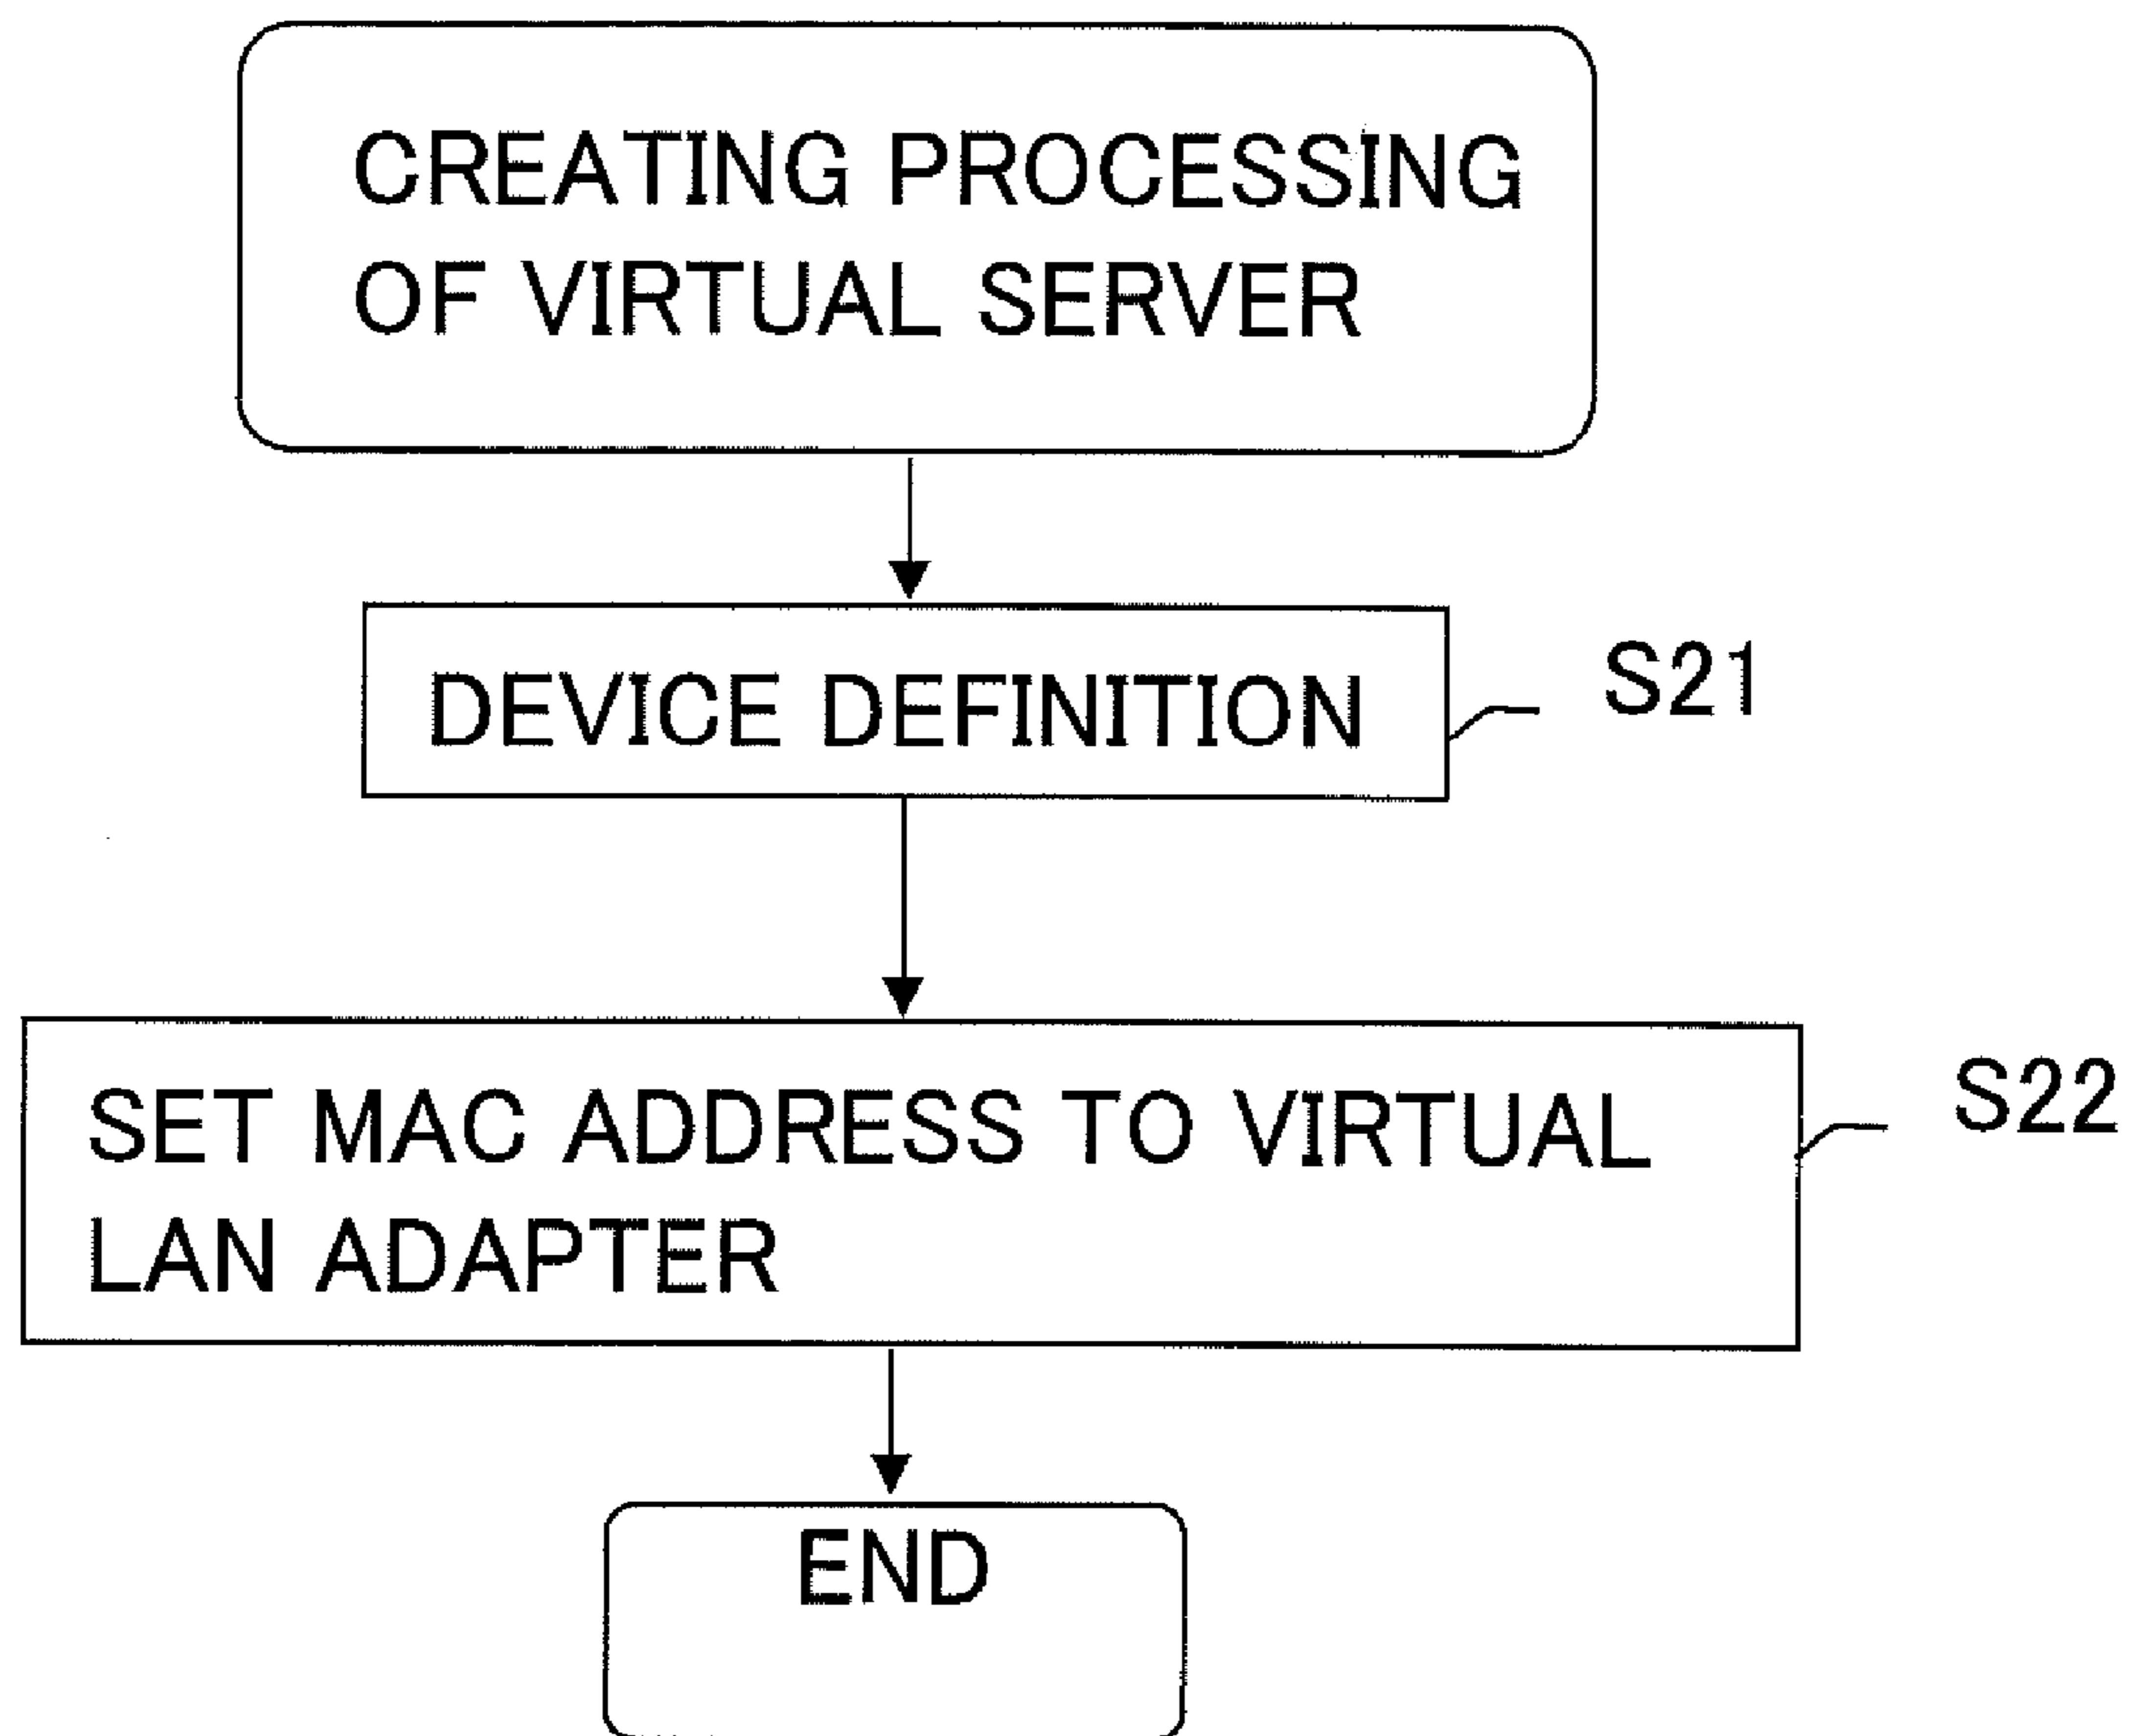 CREATING PROCESSING
OF VIRTUAL SERVER
DEVICE DEFINITION
S21
SET MAC ADDRESS TO VIRTUAL
LAN ADAPTER
S22
END